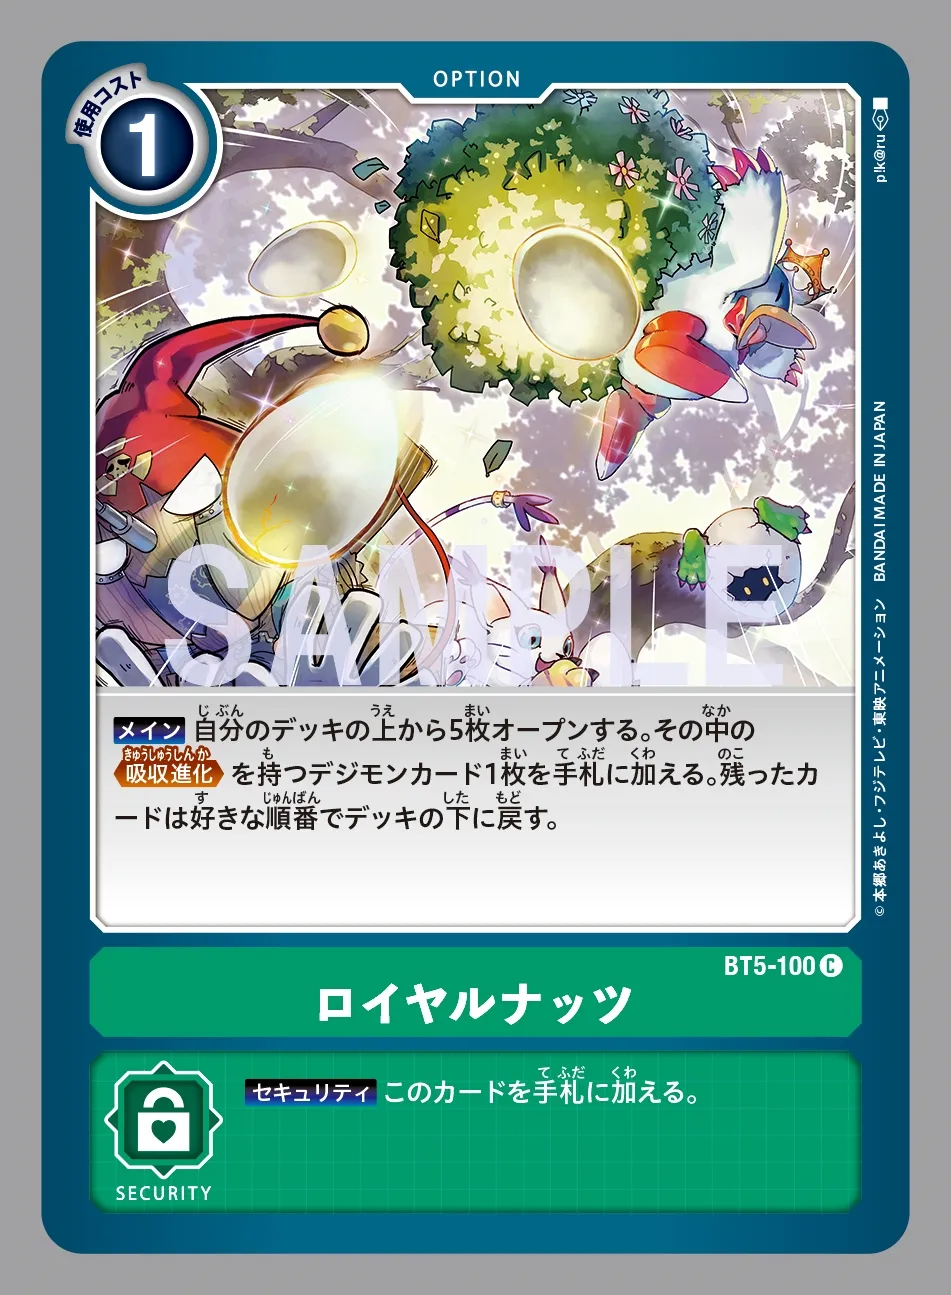 OPTION
使用コスト
1
p!k@ru
BANDAI MADE IN JAPAN
©本郷あきよし・フジテレビ・東映アニメーション
SAMPLE
メイン 自分のデッキの上から5枚オープンする。その中の
吸収進化 を持つデジモンカード1枚を手札に加える。残ったカ
ードは好きな順番でデッキの下に戻す。
BT5-100 C
ロイヤルナッツ
セキュリティ このカードを手札に加える。
SECURITY